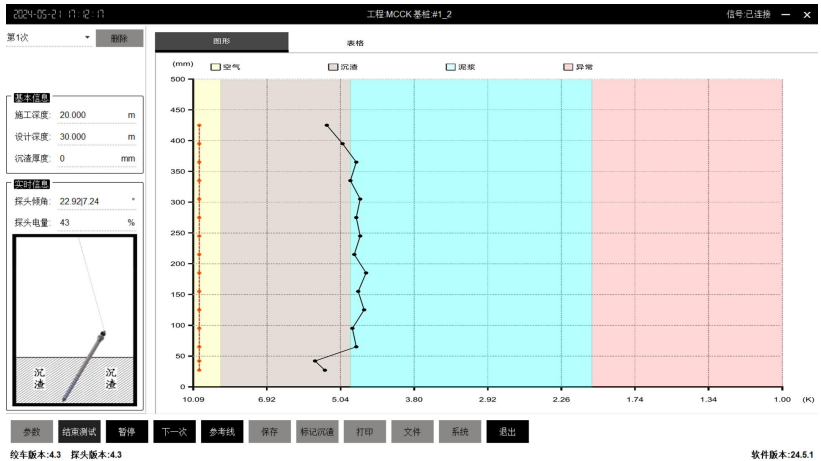 2024-05-21 17:12:17 工程:MCCK 基桩:#1_2 信号:已连接
第1次 删除
图形 表格
(mm) 空气 沉渣 泥浆 异常
基本信息
施工深度: 20.000 m
设计深度: 30.000 m
沉渣厚度: 0 mm
实时信息
探头倾角: 22.92|7.24 °
探头电量: 43 %
沉渣 沉渣
500
450
400
350
300
250
200
150
100
50
0
10.09 6.92 5.04 3.80 2.92 2.26 1.74 1.34 1.00 (K)
参数 结束测试 暂停 下一次 参考线 保存 标记沉渣 打印 文件 系统 退出
绞车版本:4.3 探头版本:4.3 软件版本:24.5.1